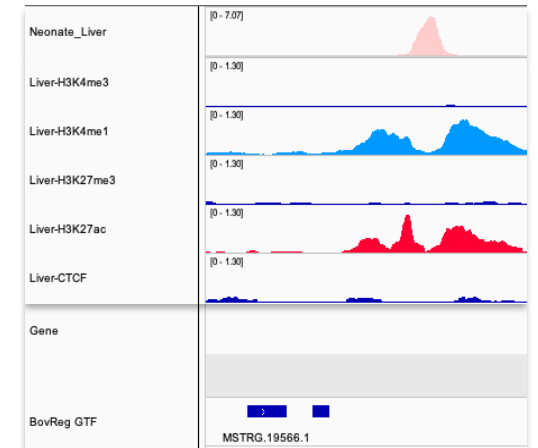 Neonate_Liver
[0 - 7.07]
Liver-H3K4me3
[0 - 1.30]
Liver-H3K4me1
[0 - 1.30]
Liver-H3K27me3
[0 - 1.30]
Liver-H3K27ac
[0 - 1.30]
Liver-CTCF
[0 - 1.30]
Gene
BovReg GTF
MSTRG.19566.1